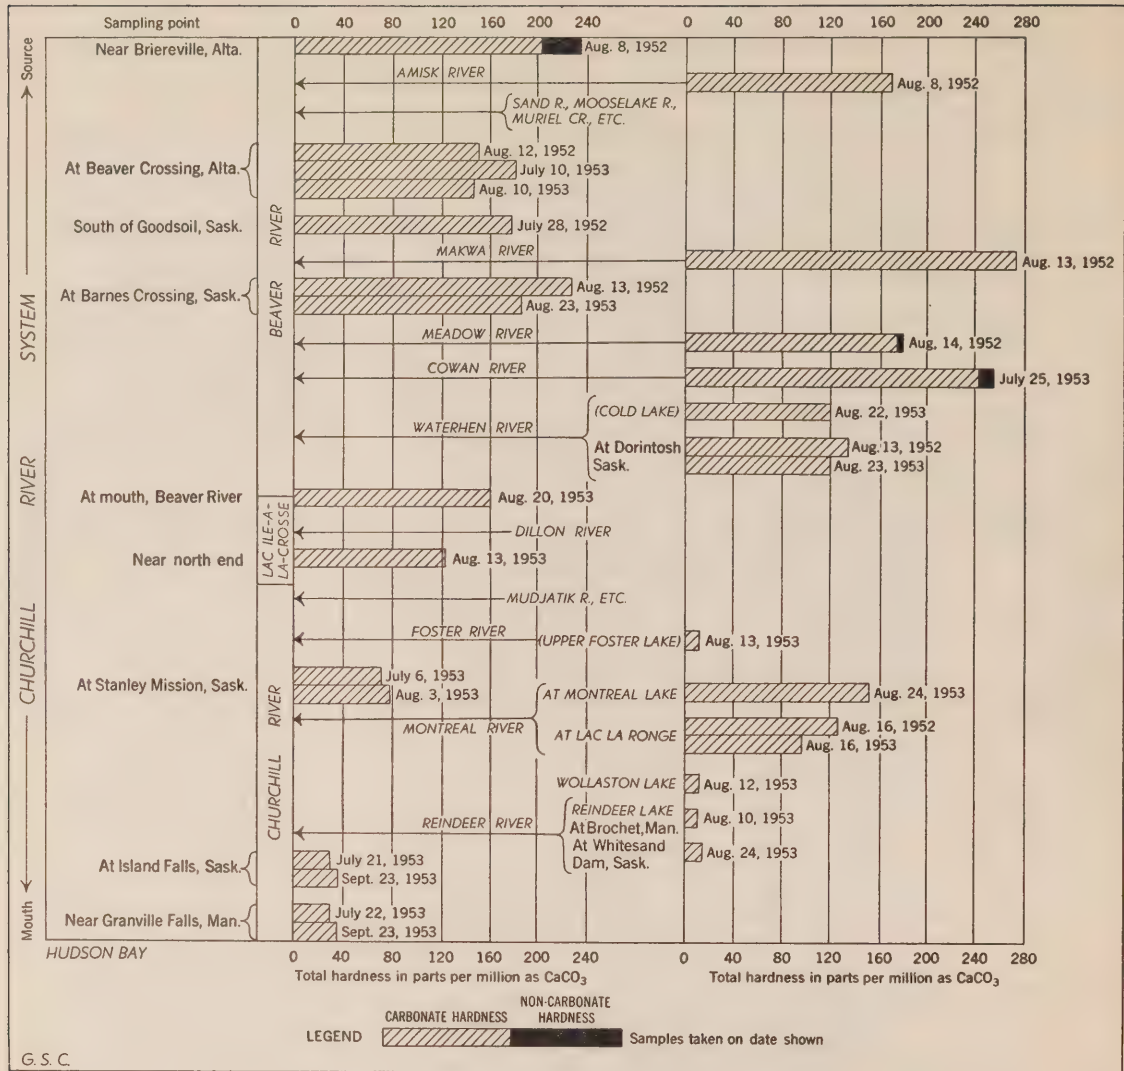 Sampling point
0 40 80 120 160 200 240
0 40 80 120 160 200 240 280
Near Briereville, Alta.
Aug. 8, 1952
AMISK RIVER
Aug. 8, 1952
SAND R., MOOSELAKE R.,
MURIEL CR., ETC.
At Beaver Crossing, Alta.
Aug. 12, 1952
July 10, 1953
Aug. 10, 1953
South of Goodsoil, Sask.
July 28, 1952
MAKWA RIVER
Aug. 13, 1952
At Barnes Crossing, Sask.
Aug. 13, 1952
Aug. 23, 1953
MEADOW RIVER
Aug, 14, 1952
COWAN RIVER
July 25, 1953
WATERHEN RIVER
(COLD LAKE)
Aug. 22, 1953
At Dorintosh
Sask.
Aug. 13, 1952
Aug. 23, 1953
At mouth, Beaver River
Aug. 20, 1953
DILLON RIVER
Near north end
Aug. 13, 1953
MUDJATIK R., ETC.
FOSTER RIVER
(UPPER FOSTER LAKE)
Aug. 13, 1953
At Stanley Mission, Sask.
July 6, 1953
Aug. 3, 1953
MONTREAL RIVER
AT MONTREAL LAKE
Aug. 24, 1953
AT LAC LA RONGE
Aug. 16, 1952
Aug. 16, 1953
WOLLASTON LAKE
Aug. 12, 1953
REINDEER RIVER
REINDEER LAKE
At Brochet, Man.
Aug. 10, 1953
At Whitesand
Dam, Sask.
Aug. 24, 1953
At Island Falls, Sask.
July 21, 1953
Sept. 23, 1953
Near Granville Falls, Man.
July 22, 1953
Sept. 23, 1953
Source
CHURCHILL RIVER SYSTEM
Mouth
BEAVER RIVER
LAC ILE-A-
LA-CROSSE
CHURCHILL RIVER
HUDSON BAY
0 40 80 120 160 200 240
0 40 80 120 160 200 240 280
Total hardness in parts per million as CaCO3
Total hardness in parts per million as CaCO3
LEGEND
CARBONATE HARDNESS
NON-CARBONATE
HARDNESS
Samples taken on date shown
G. S. C.